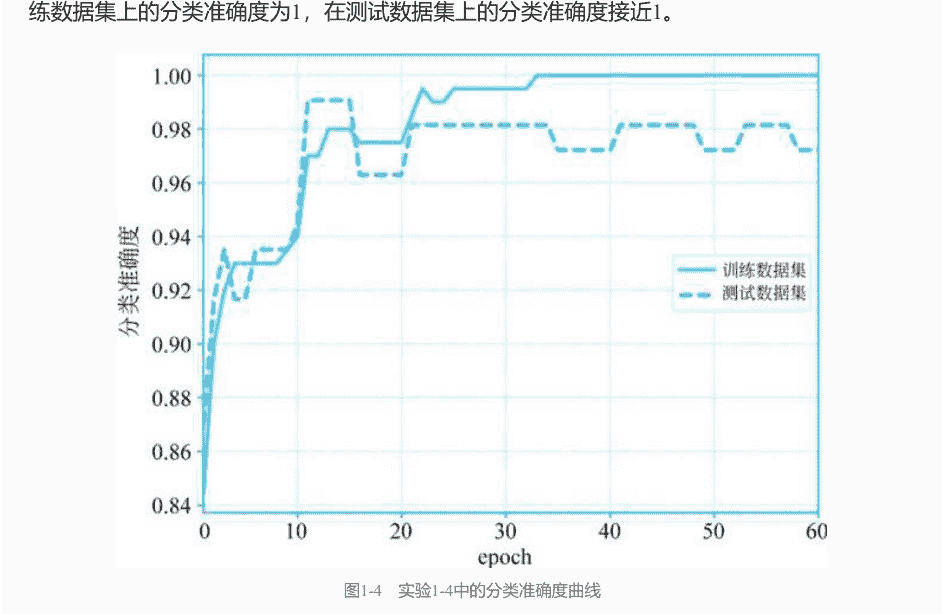 练数据集上的分类准确度为1，在测试数据集上的分类准确度接近1。
1.00
0.98
0.96
0.94
0.92
0.90
0.88
0.86
0.84
分类准确度
训练数据集
测试数据集
0 10 20 30 40 50 60
epoch
图1-4 实验1-4中的分类准确度曲线